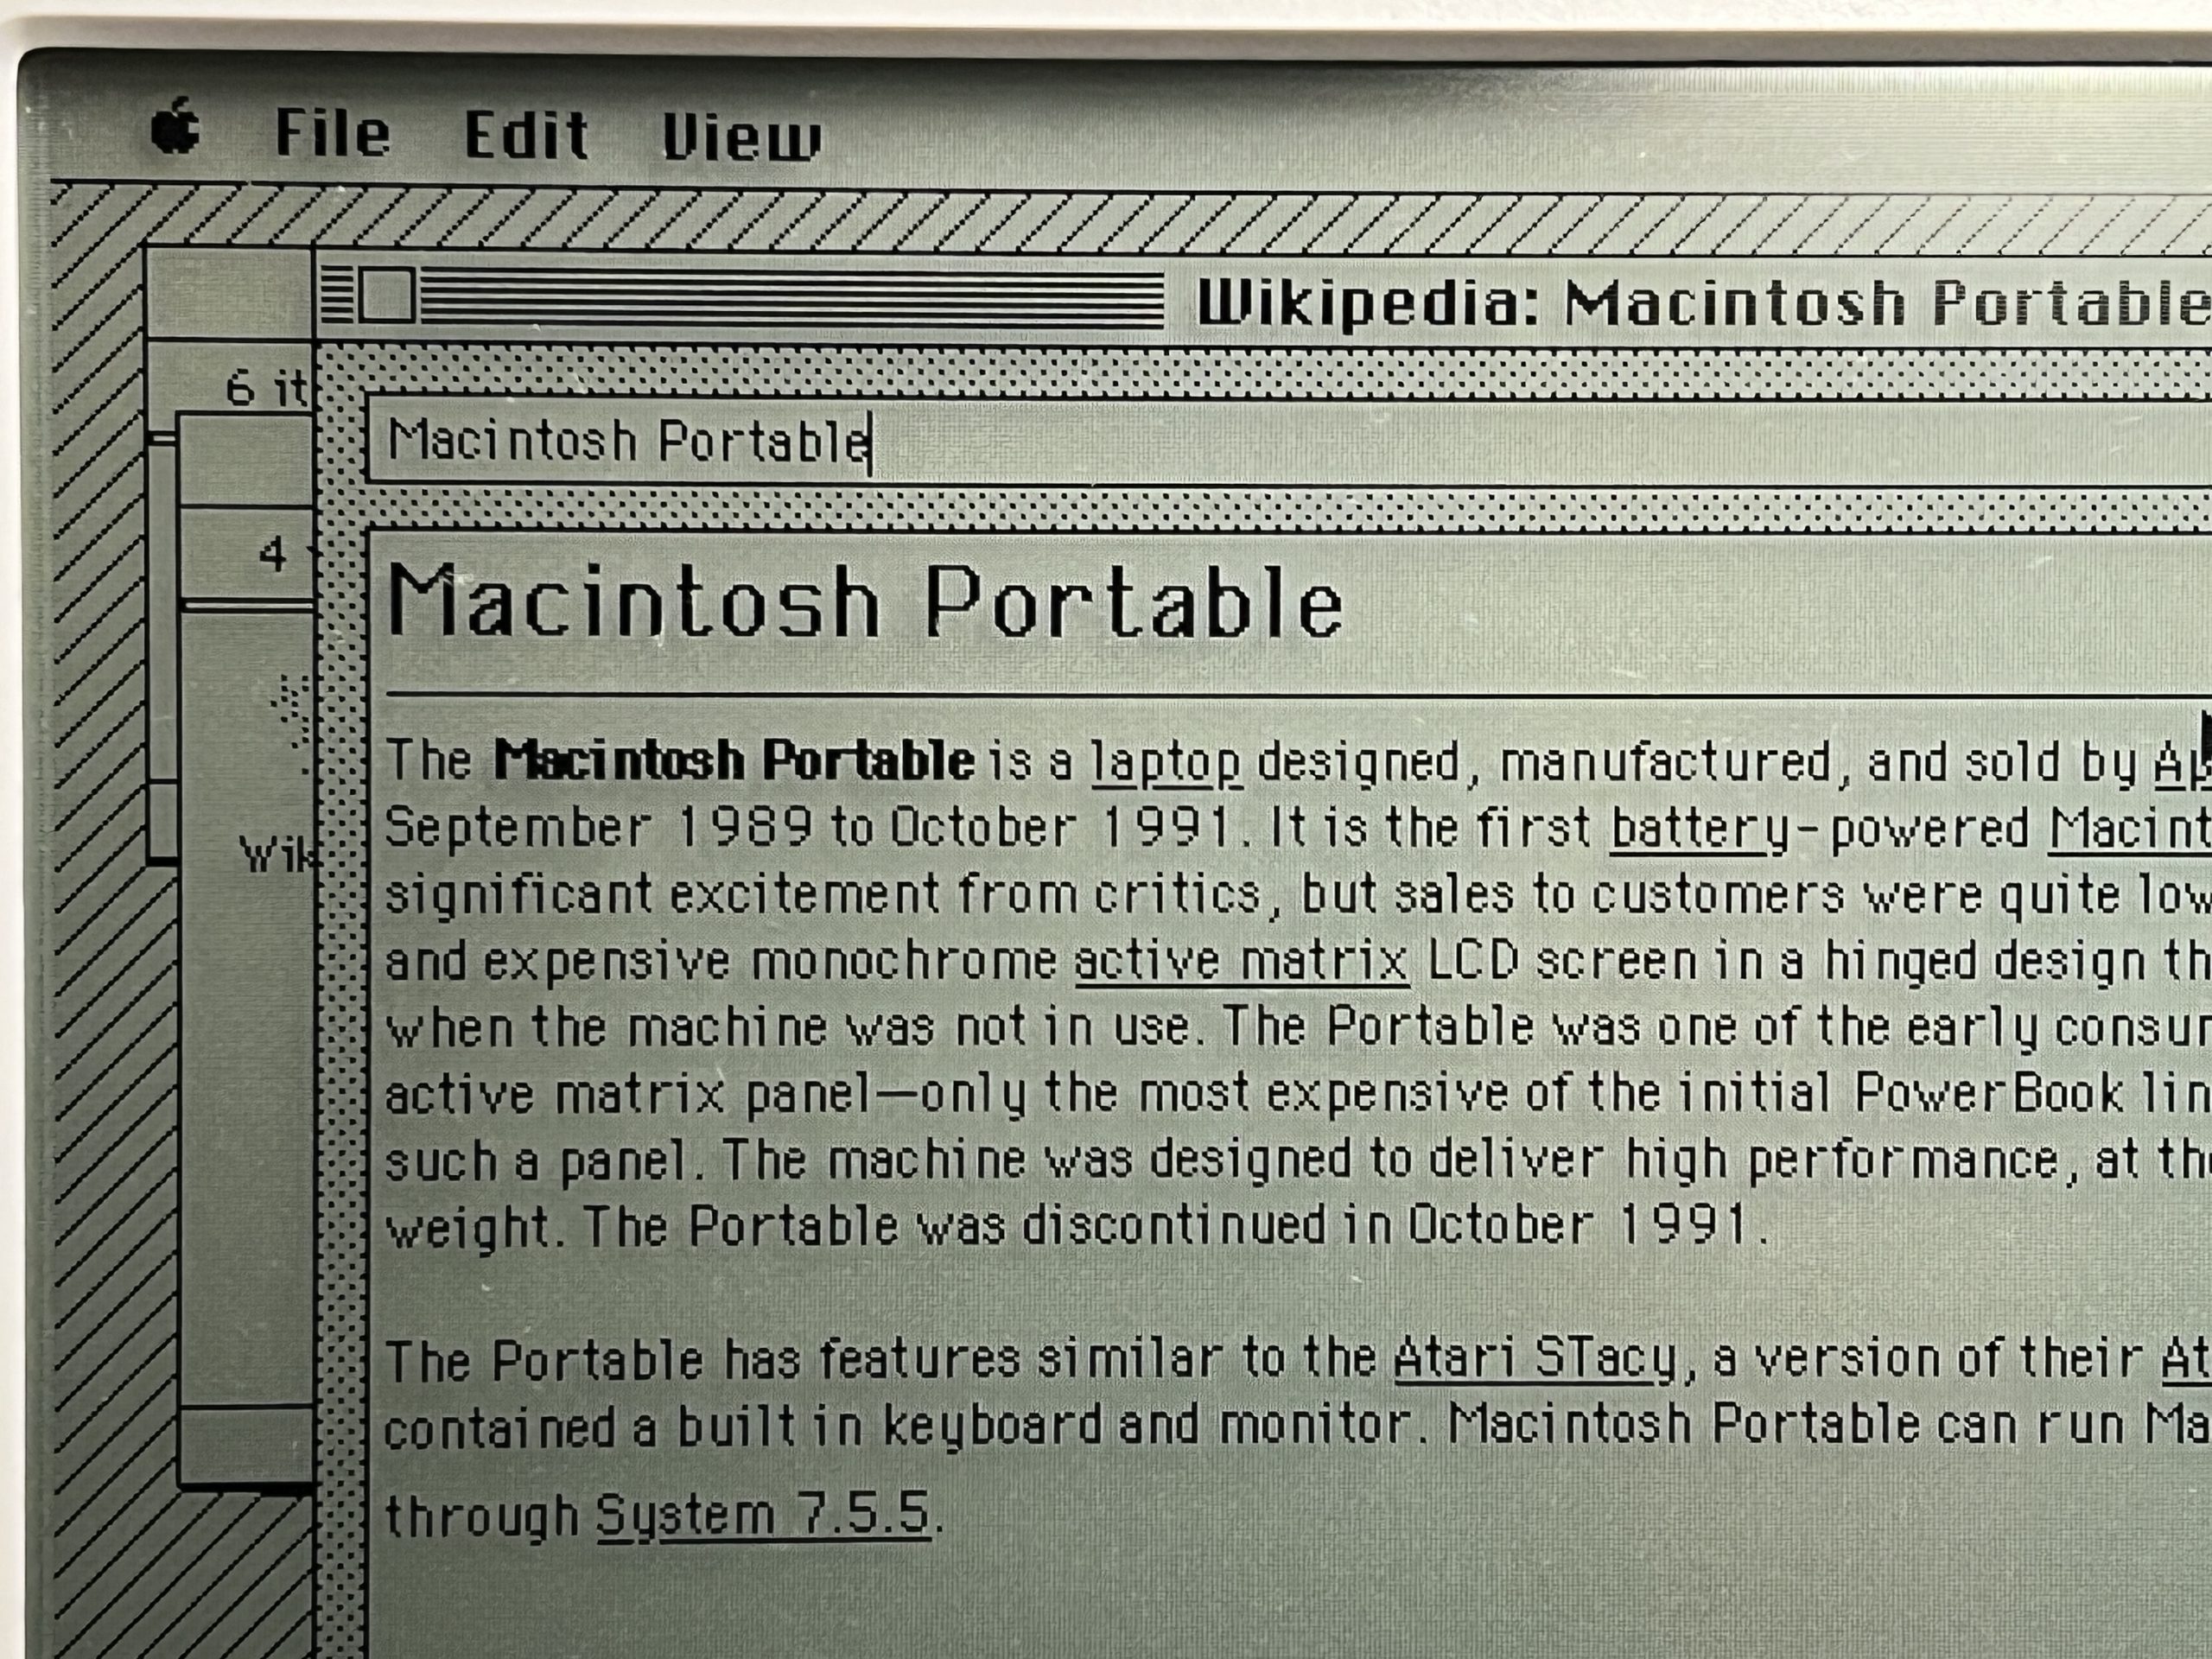 File Edit View
Wikipedia: Macintosh Portable
6 it
Macintosh Portable
4
Macintosh Portable
The Macintosh Portable is a laptop designed, manufactured, and sold by Ap
September 1989 to October 1991. It is the first battery-powered Macint
Wik
significant excitement from critics, but sales to customers were quite low
and expensive monochrome active matrix LCD screen in a hinged design th
when the machine was not in use. The Portable was one of the early consum
active matrix panel—only the most expensive of the initial PowerBook lin
such a panel. The machine was designed to deliver high performance, at the
weight. The Portable was discontinued in October 1991.
The Portable has features similar to the Atari STacy, a version of their At
contained a built in keyboard and monitor. Macintosh Portable can run Ma
through System 7.5.5.